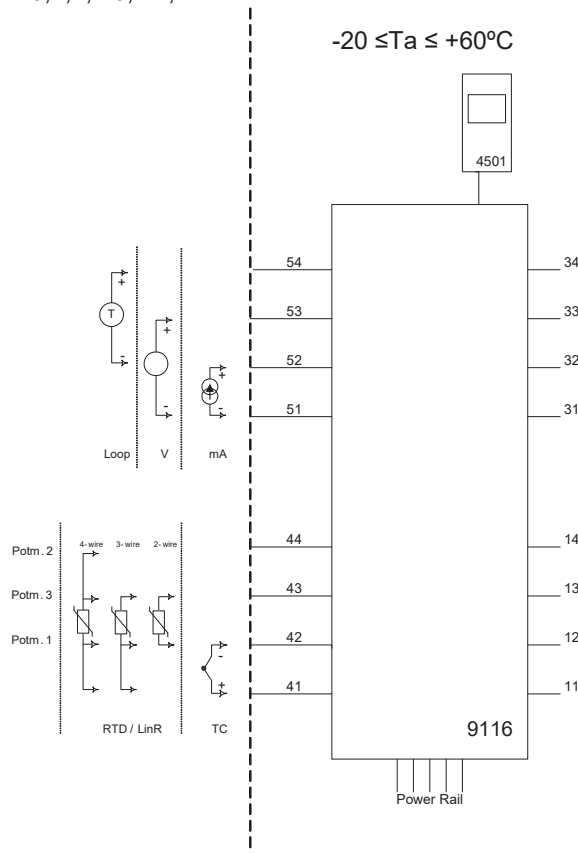 -20 ≤Ta ≤ +60ºC
4501
54 34
+
T
53 33
+
52 32
-
+
51 31
-
-
Loop V mA
44 14
Potm. 2 4-wire 3-wire 2-wire
43 13
Potm. 3
42 12
Potm. 1
-
+
41 11
RTD / LinR TC
9116
Power Rail